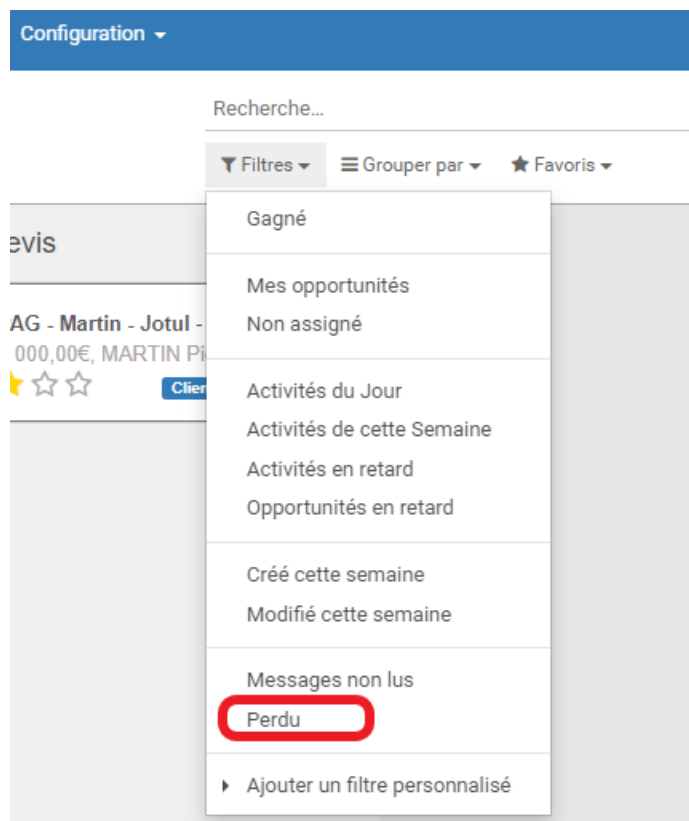 Configuration
Recherche...
Filtres Grouper par Favoris
Gagné
evis
Mes opportunités
Non assigné
AG - Martin - Jotul -
000,00€, MARTIN Pi
Clier
Activités du Jour
Activités de cette Semaine
Activités en retard
Opportunités en retard
Créé cette semaine
Modifié cette semaine
Messages non lus
Perdu
Ajouter un filtre personnalisé